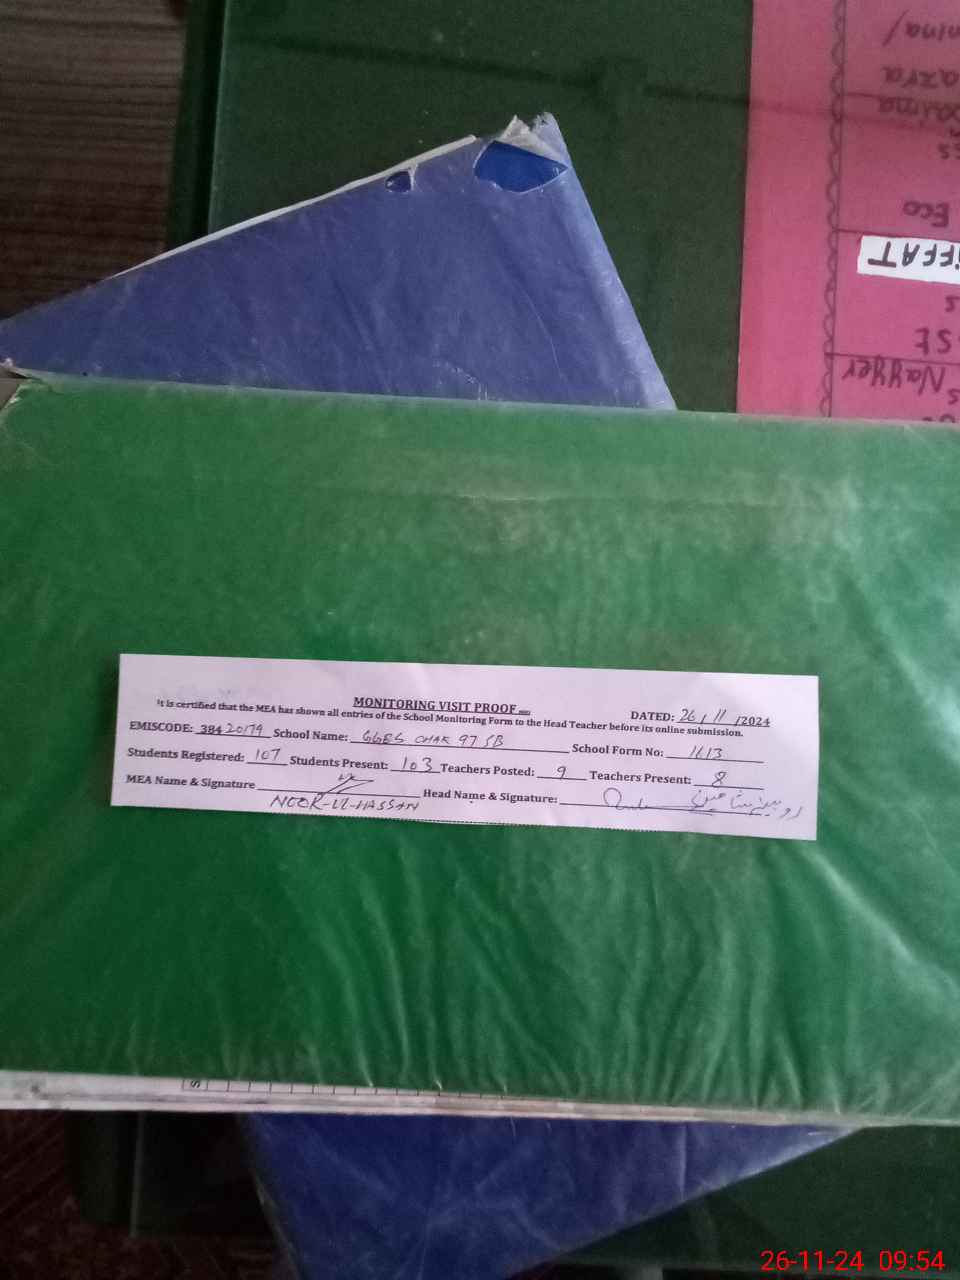 MONITORING VISIT PROOF
DATED: 26/11/2024
It is certified that the MEA has shown all entries of the School Monitoring Form to the Head Teacher before its online submission.
EMISCODE: 38420179 School Name: GGES CHAK 97 SB School Form No: 1613
Students Registered: 107 Students Present: 103 Teachers Posted: 9 Teachers Present: 8
MEA Name & Signature Head Name & Signature:
NOOR-UL-HASSAN
Eco
Nayyer
26-11-24 09:54